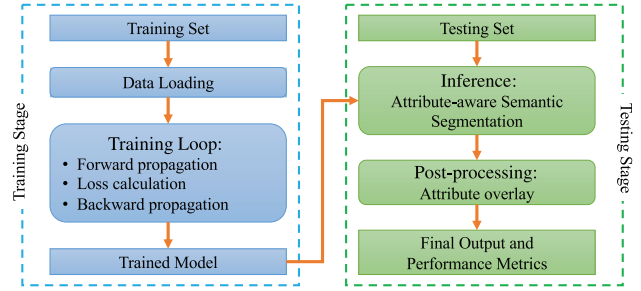 Training Stage
Training Set
Data Loading
Training Loop:
• Forward propagation
• Loss calculation
• Backward propagation
Trained Model
Testing Set
Inference:
Attribute-aware Semantic
Segmentation
Post-processing:
Attribute overlay
Final Output and
Performance Metrics
Testing Stage